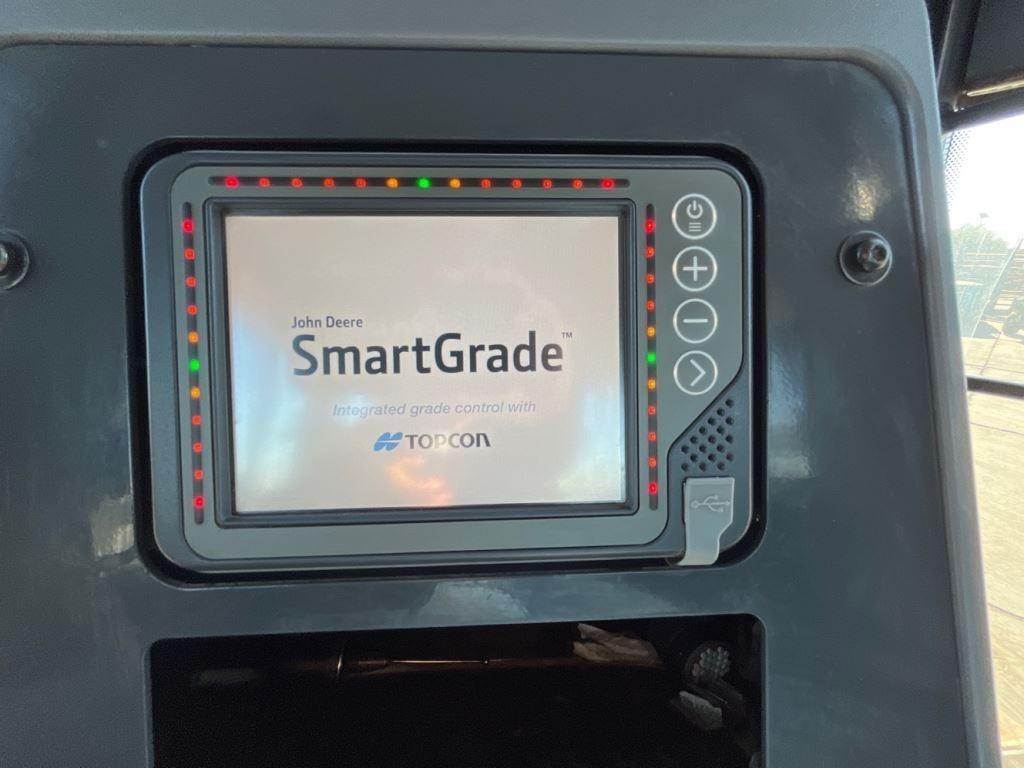 John Deere
SmartGrade™
Integrated grade control with
TOPCON